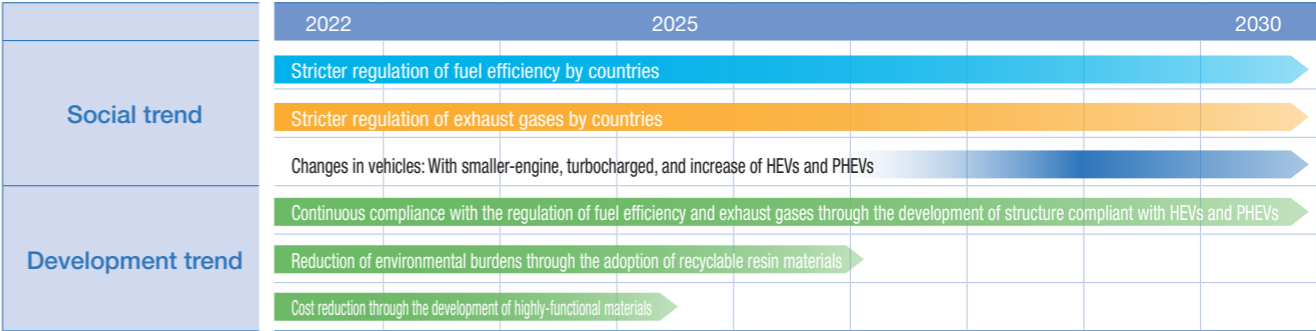 2022 2025 2030
Social trend
Stricter regulation of fuel efficiency by countries
Stricter regulation of exhaust gases by countries
Changes in vehicles: With smaller-engine, turbocharged, and increase of HEVs and PHEVs
Development trend
Continuous compliance with the regulation of fuel efficiency and exhaust gases through the development of structure compliant with HEVs and PHEVs
Reduction of environmental burdens through the adoption of recyclable resin materials
Cost reduction through the development of highly-functional materials